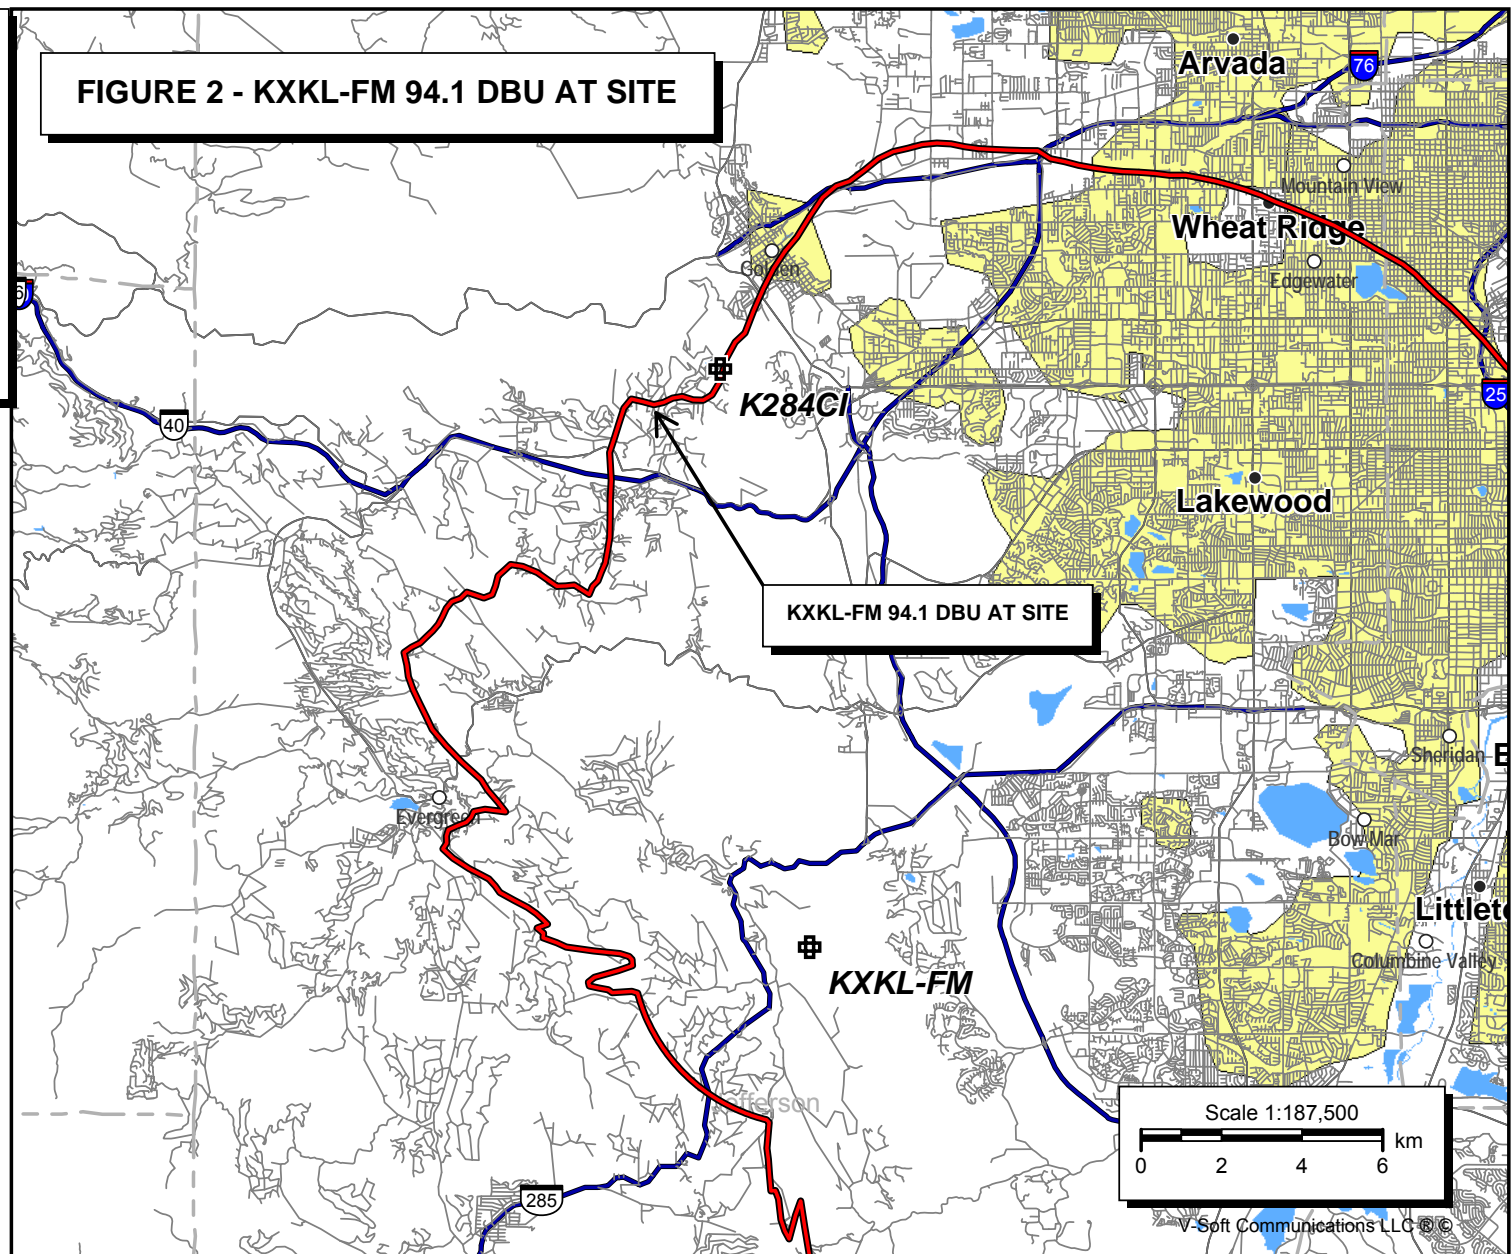 FIGURE 2 - KXKL-FM 94.1 DBU AT SITE
Arvada
76
Mountain View
Wheat Ridge
Golden
Edgewater
6
K284CI
25
40
Lakewood
KXKL-FM 94.1 DBU AT SITE
Sheridan
E
Evergreen
Bow Mar
Littlet
Columbine Valley
KXKL-FM
Jefferson
Scale 1:187,500
km
0 2 4 6
285
V-Soft Communications LLC ® ©